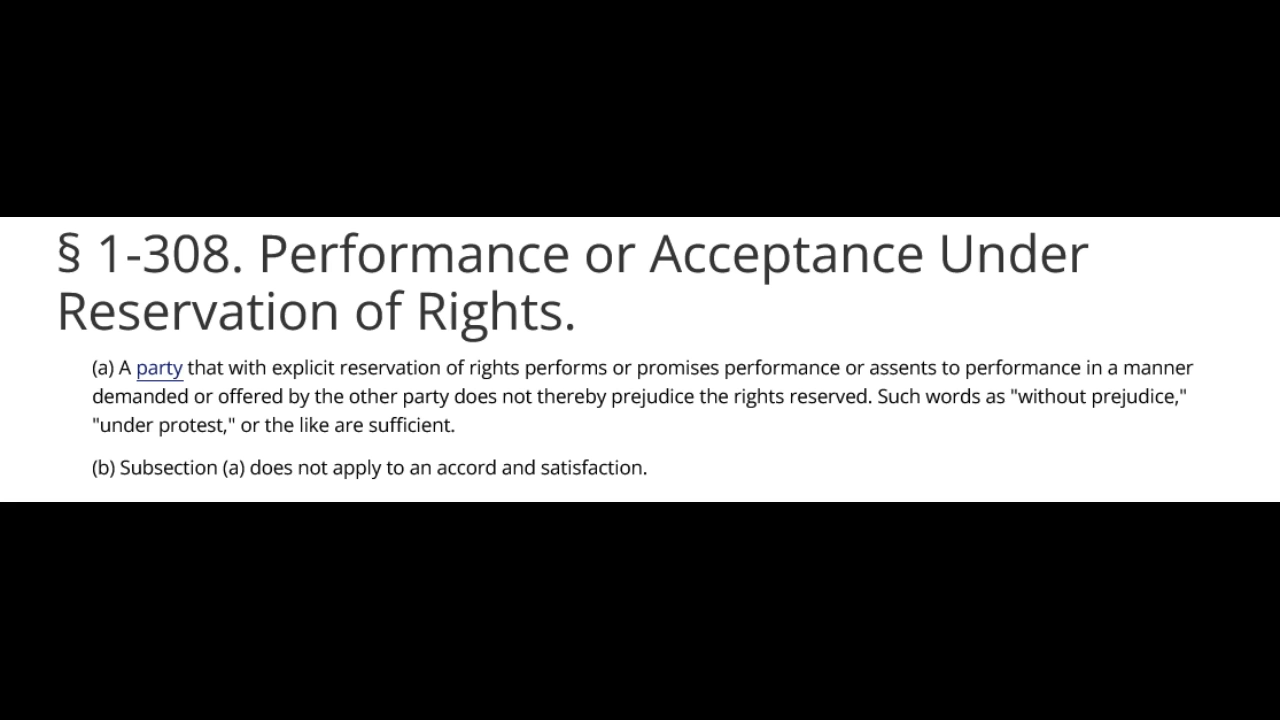 § 1-308. Performance or Acceptance Under
Reservation of Rights.
(a) A party that with explicit reservation of rights performs or promises performance or assents to performance in a manner
demanded or offered by the other party does not thereby prejudice the rights reserved. Such words as "without prejudice,"
"under protest," or the like are sufficient.
(b) Subsection (a) does not apply to an accord and satisfaction.